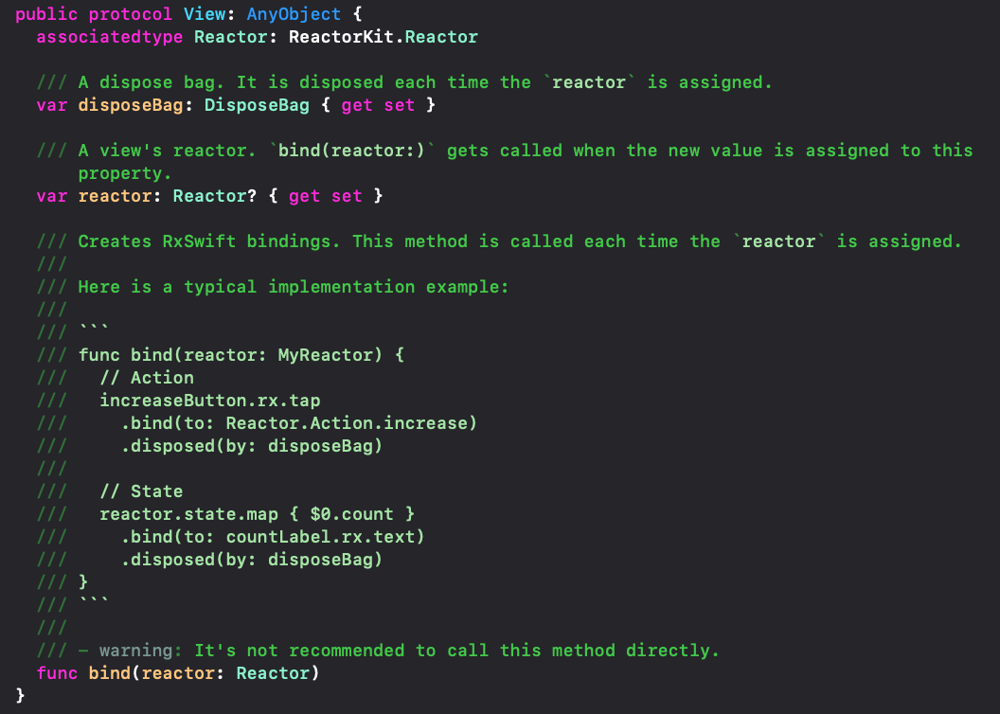 public protocol View: AnyObject {
  associatedtype Reactor: ReactorKit.Reactor

  /// A dispose bag. It is disposed each time the `reactor` is assigned.
  var disposeBag: DisposeBag { get set }

  /// A view's reactor. `bind(reactor:)` gets called when the new value is assigned to this
      property.
  var reactor: Reactor? { get set }

  /// Creates RxSwift bindings. This method is called each time the `reactor` is assigned.
  ///
  /// Here is a typical implementation example:
  ///
  /// ```
  /// func bind(reactor: MyReactor) {
  ///   // Action
  ///   increaseButton.rx.tap
  ///     .bind(to: Reactor.Action.increase)
  ///     .disposed(by: disposeBag)
  ///
  ///   // State
  ///   reactor.state.map { $0.count }
  ///     .bind(to: countLabel.rx.text)
  ///     .disposed(by: disposeBag)
  /// }
  /// ```
  ///
  /// - warning: It's not recommended to call this method directly.
  func bind(reactor: Reactor)
}